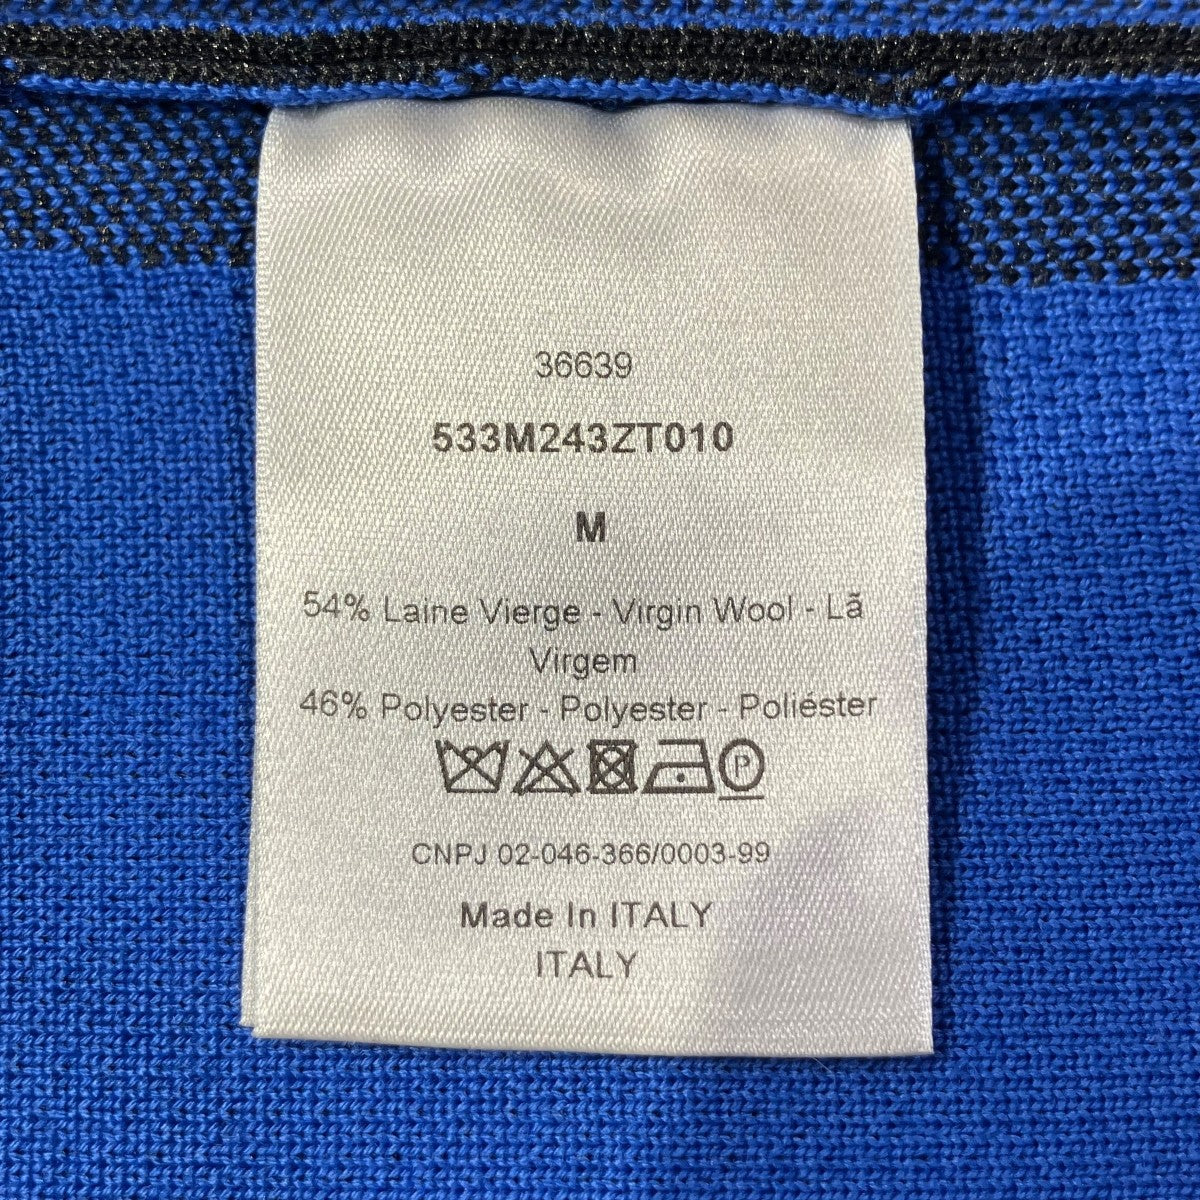 36639
533M243ZT010
M
54% Laine Vierge - Virgin Wool - Lã
Virgem
46% Polyester - Polyester - Poliéster
P
CNPJ 02-046-366/0003-99
Made In ITALY
ITALY